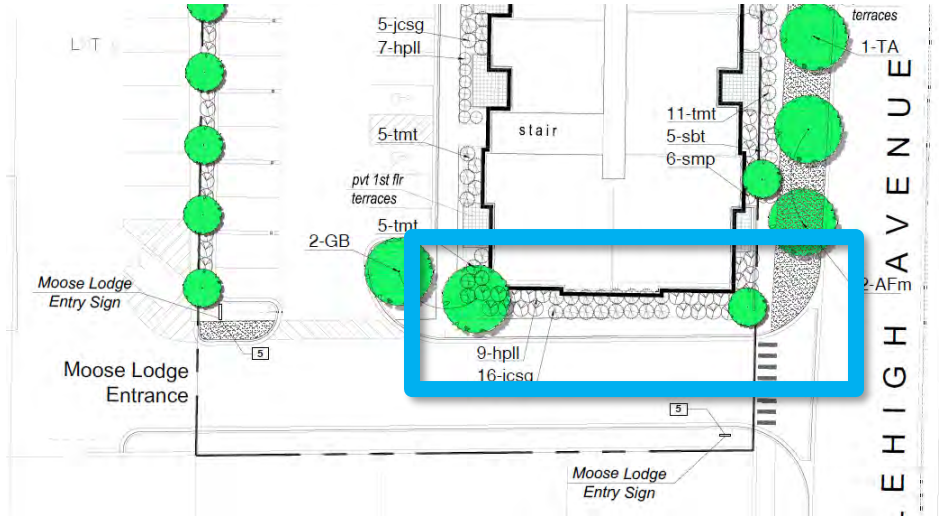 5-jcsg
7-hpll
5-tmt
pvt 1st flr
terraces
5-tmt
2-GB
stair
terraces
1-TA
11-tmt
5-sbt
6-smp
2-AFm
LEHIGH AVENUE
Moose Lodge
Entry Sign
5
Moose Lodge
Entrance
9-hpll
16-jcsg
5
Moose Lodge
Entry Sign